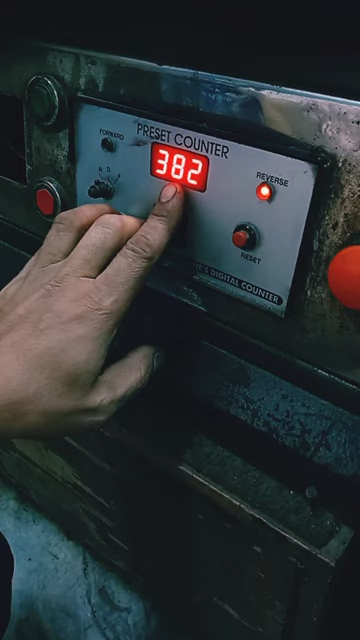 PRESET COUNTER
FORWARD
382
REVERSE
RESET
DIGITAL COUNTER